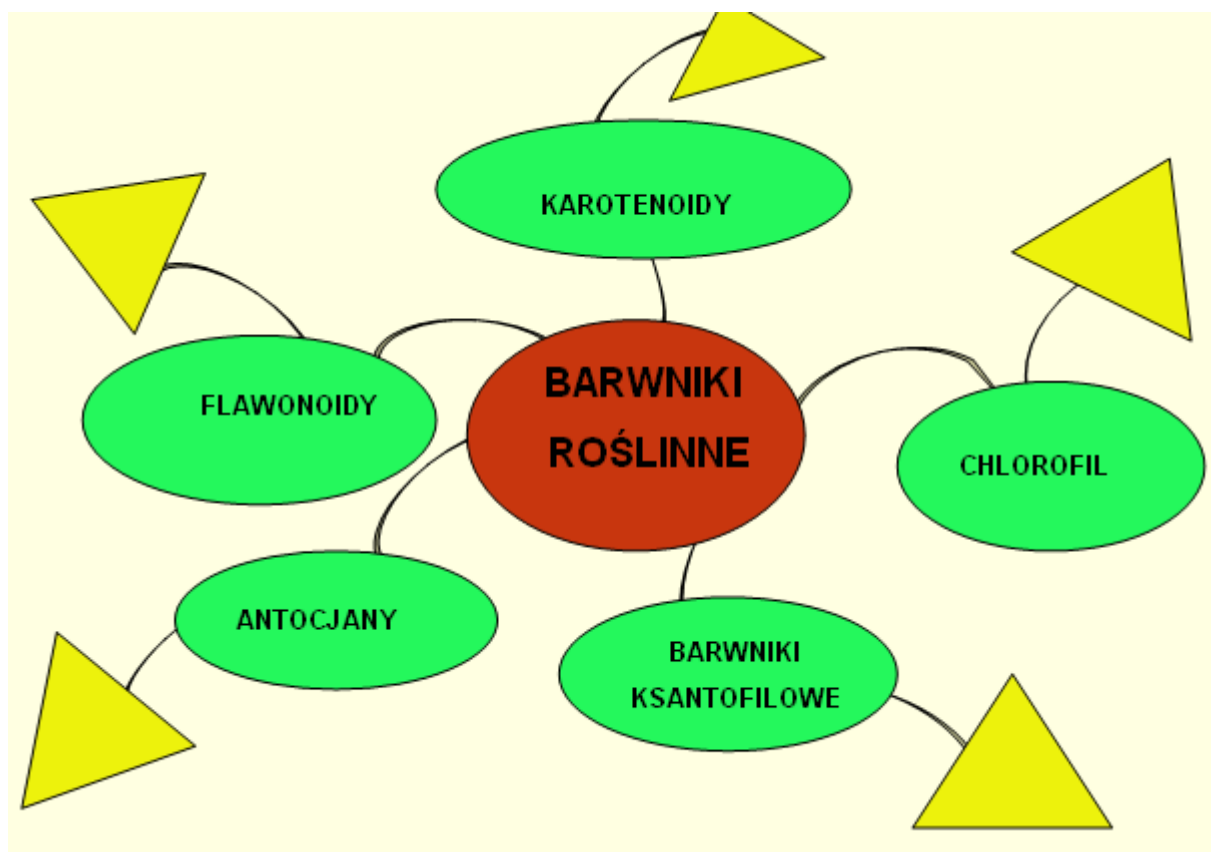 KAROTENOIDY
FLAWONOIDY
BARWNIKI
ROŚLINNE
CHLOROFIL
ANTOCJANY
BARWNIKI
KSANTOFILOWE